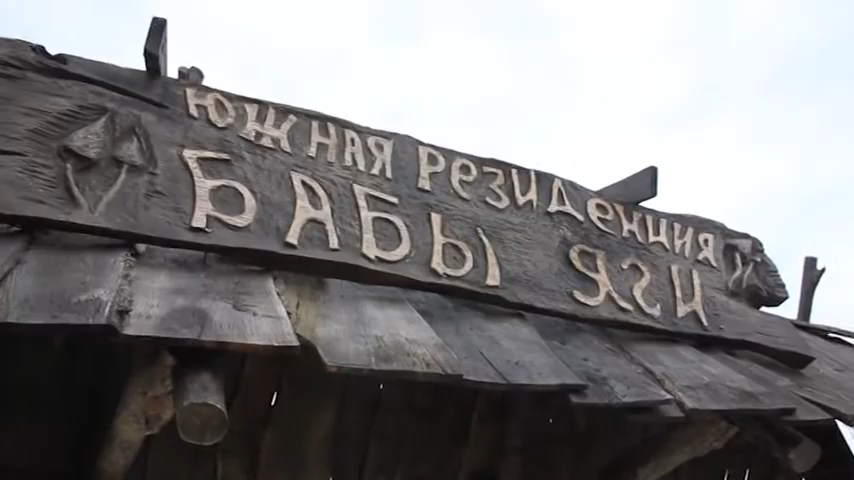 ЮЖНАЯ РЕЗИДЕНЦИЯ
БАБЫ ЯГИ